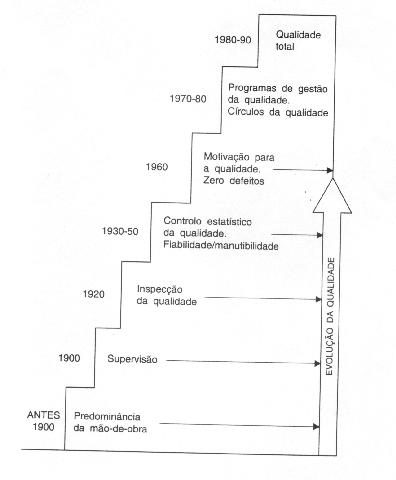 1980-90
Qualidade
total
1970-80
Programas de gestão
da qualidade.
Círculos da qualidade
1960
Motivação para
a qualidade.
Zero defeitos
1930-50
Controlo estatístico
da qualidade.
Fiabilidade/manutibilidade
1920
Inspecção
da qualidade
1900
Supervisão
ANTES
1900
Predominância
da mão-de-obra
EVOLUÇÃO DA QUALIDADE